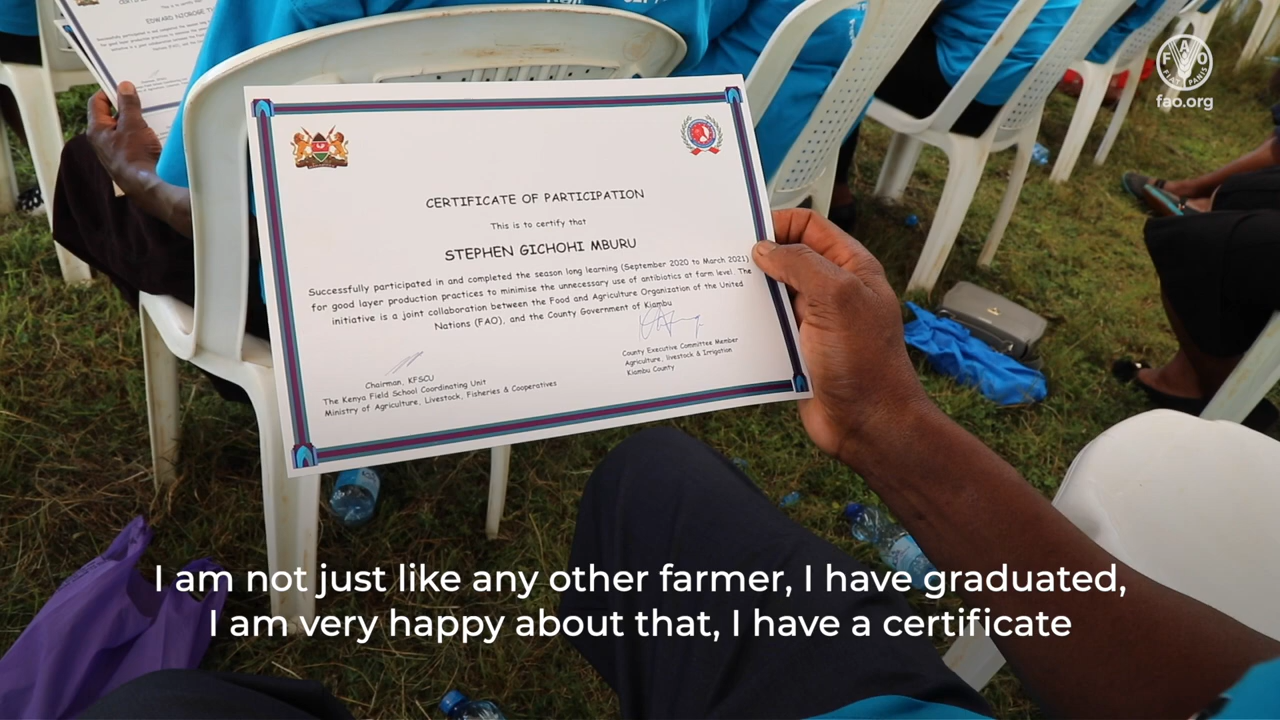 EDWARD NJOROGE
FAO
FIAT PANIS
fao.org
CERTIFICATE OF PARTICIPATION
This is to certify that
STEPHEN GICHOHI MBURU
Successfully participated in and completed the season long learning (September 2020 to March 2021)
for good layer production practices to minimise the unnecessary use of antibiotics at farm level. The
initiative is a joint collaboration between the Food and Agriculture Organization of the United
Nations (FAO), and the County Government of Kiambu
Chairman, KFSCU
The Kenya Field School Coordinating Unit
Ministry of Agriculture, Livestock, Fisheries & Cooperatives
County Executive Committee Member
Agriculture, livestock & Irrigation
Kiambu County
I am not just like any other farmer, I have graduated,
I am very happy about that, I have a certificate